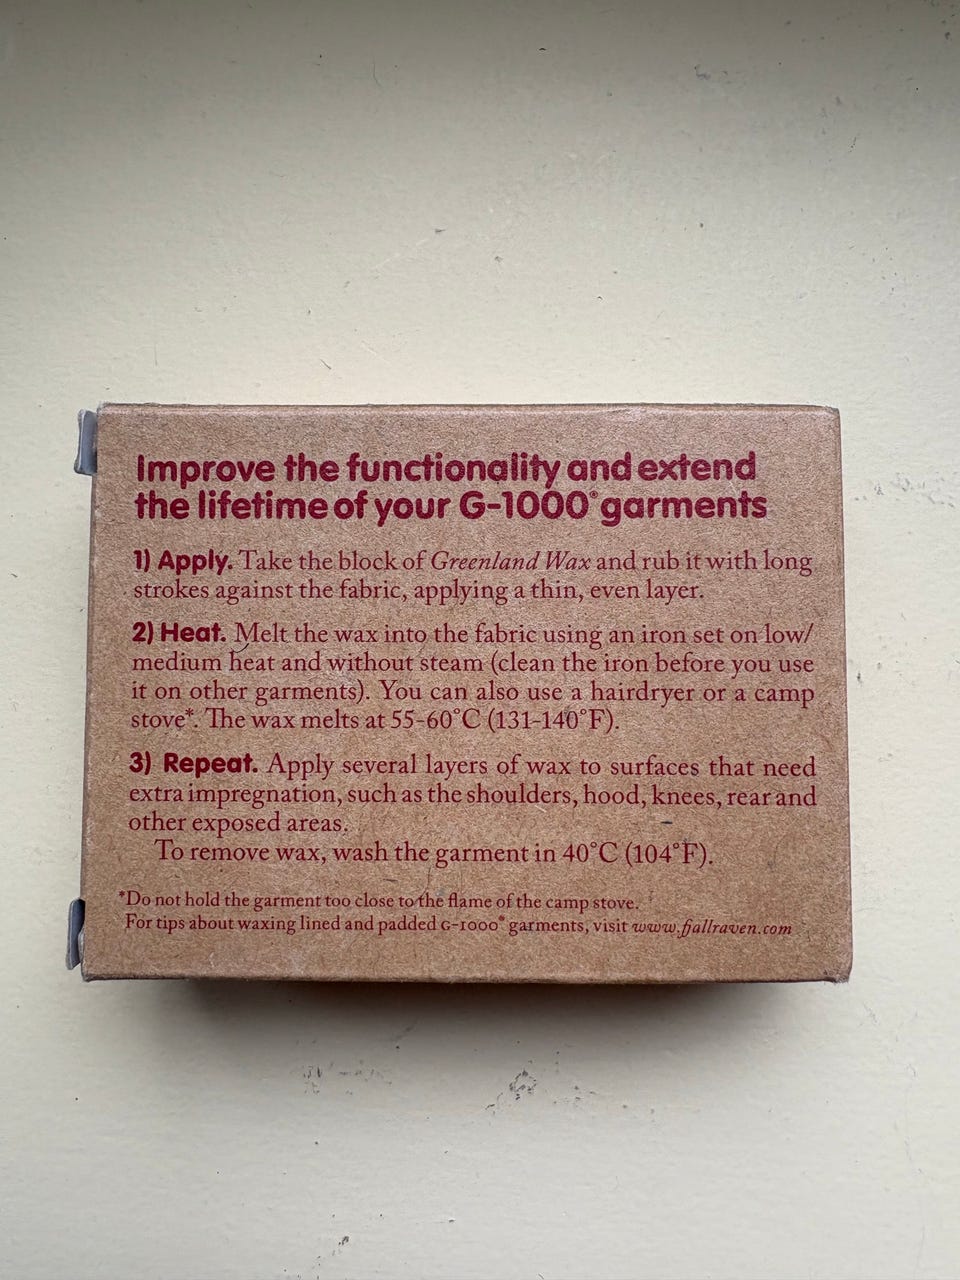 Improve the functionality and extend
the lifetime of your G-1000® garments
1) Apply. Take the block of Greenland Wax and rub it with long
strokes against the fabric, applying a thin, even layer.
2) Heat. Melt the wax into the fabric using an iron set on low/
medium heat and without steam (clean the iron before you use
it on other garments). You can also use a hairdryer or a camp
stove*. The wax melts at 55-60°C (131-140°F).
3) Repeat. Apply several layers of wax to surfaces that need
extra impregnation, such as the shoulders, hood, knees, rear and
other exposed areas.
To remove wax, wash the garment in 40°C (104°F).
*Do not hold the garment too close to the flame of the camp stove.
For tips about waxing lined and padded G-1000® garments, visit www.fjallraven.com